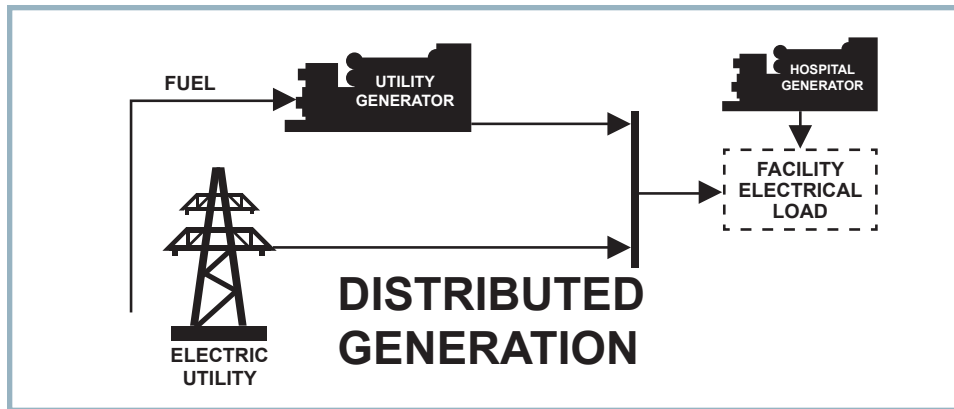 FUEL
UTILITY
GENERATOR
HOSPITAL
GENERATOR
FACILITY
ELECTRICAL
LOAD
DISTRIBUTED
GENERATION
ELECTRIC
UTILITY